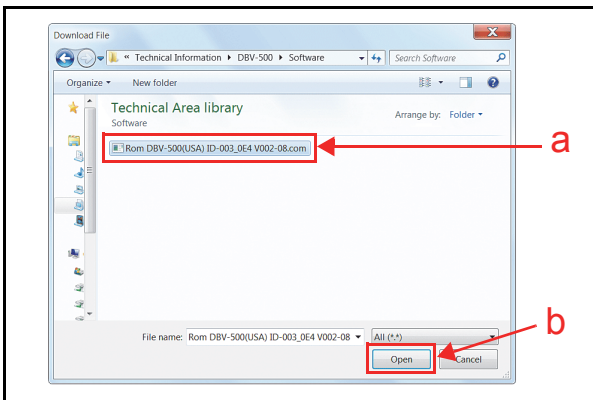 Download File
« Technical Information ▸ DBV-500 ▸ Software
Search Software
Organize ▾ New folder
Technical Area library
Software
Arrange by: Folder ▾
Rom DBV-500(USA) ID-003_0E4 V002-08.com
a
b
File name: Rom DBV-500(USA) ID-003_0E4 V002-08
All (*.*)
Open Cancel